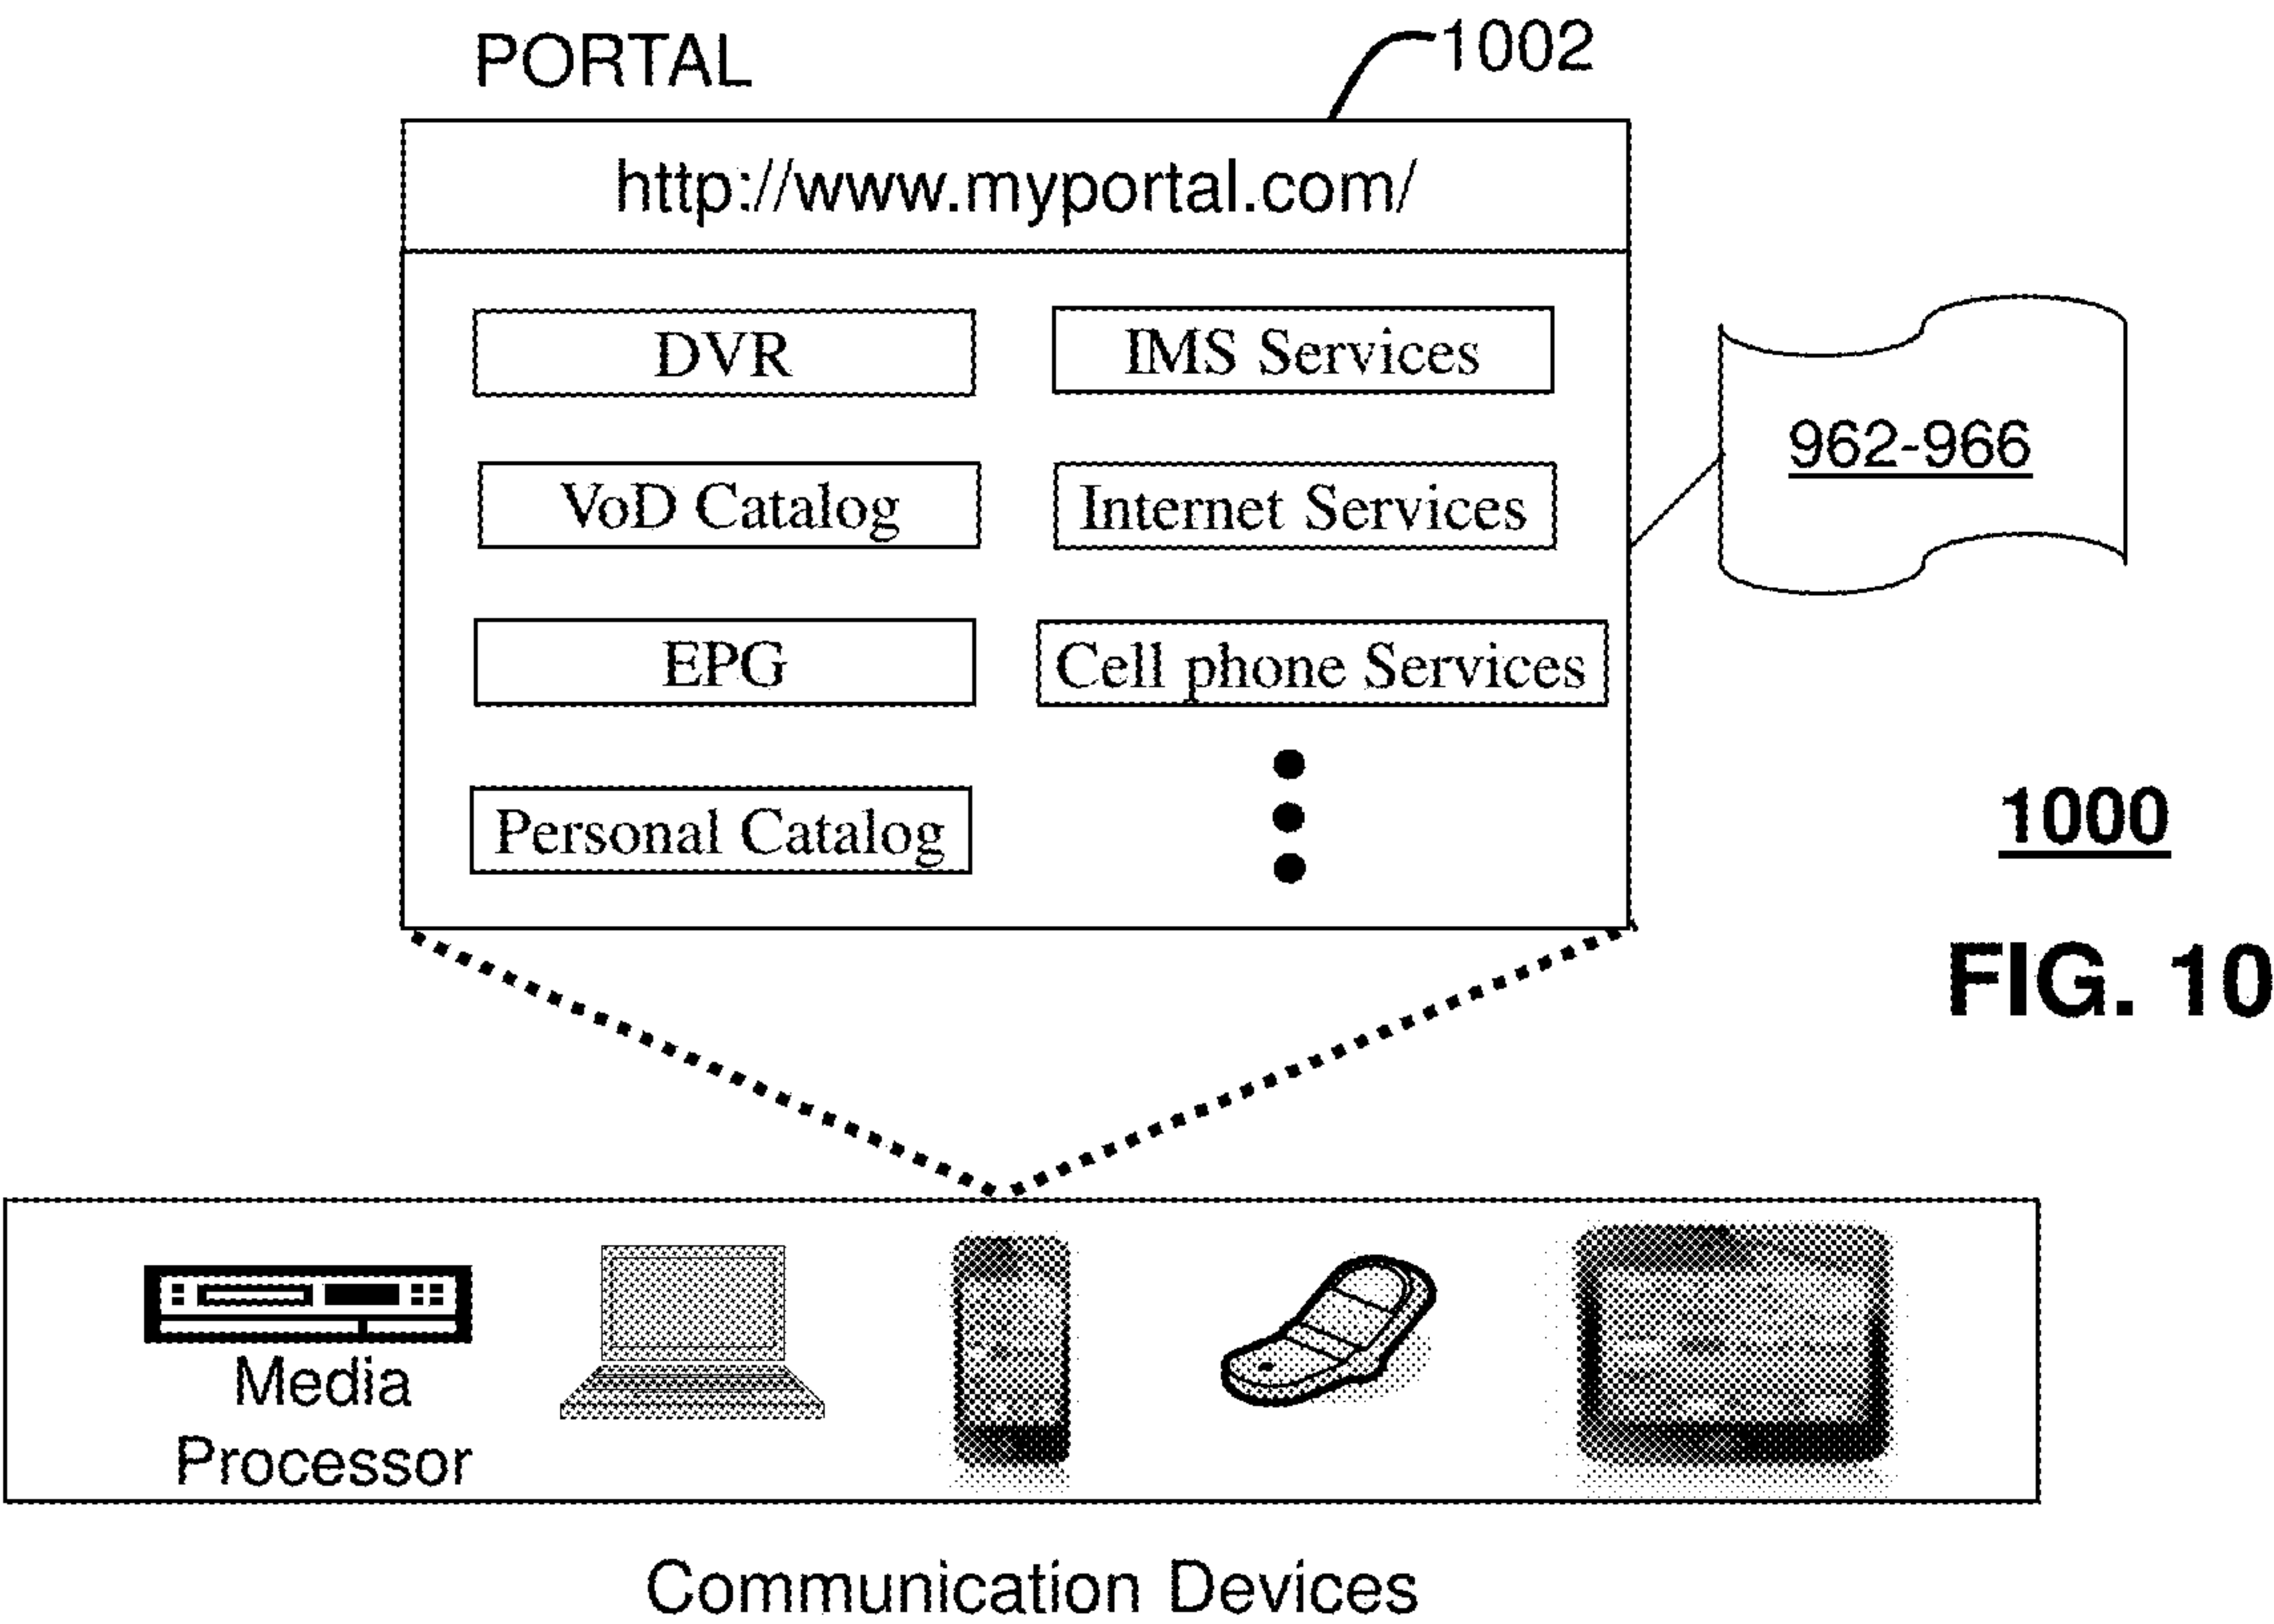 PORTAL
1002
http://www.myportal.com/
DVR
IMS Services
VoD Catalog
Internet Services
EPG
Cell phone Services
Personal Catalog
962-966
1000
FIG. 10
Media
Processor
Communication Devices